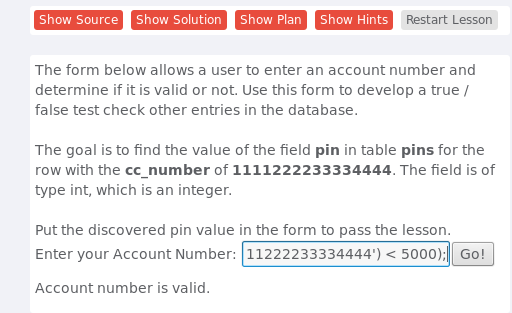 Show Source Show Solution Show Plan Show Hints Restart Lesson
The form below allows a user to enter an account number and
determine if it is valid or not. Use this form to develop a true /
false test check other entries in the database.
The goal is to find the value of the field pin in table pins for the
row with the cc_number of 1111222233334444. The field is of
type int, which is an integer.
Put the discovered pin value in the form to pass the lesson.
Enter your Account Number: 11222233334444') < 5000); Go!
Account number is valid.